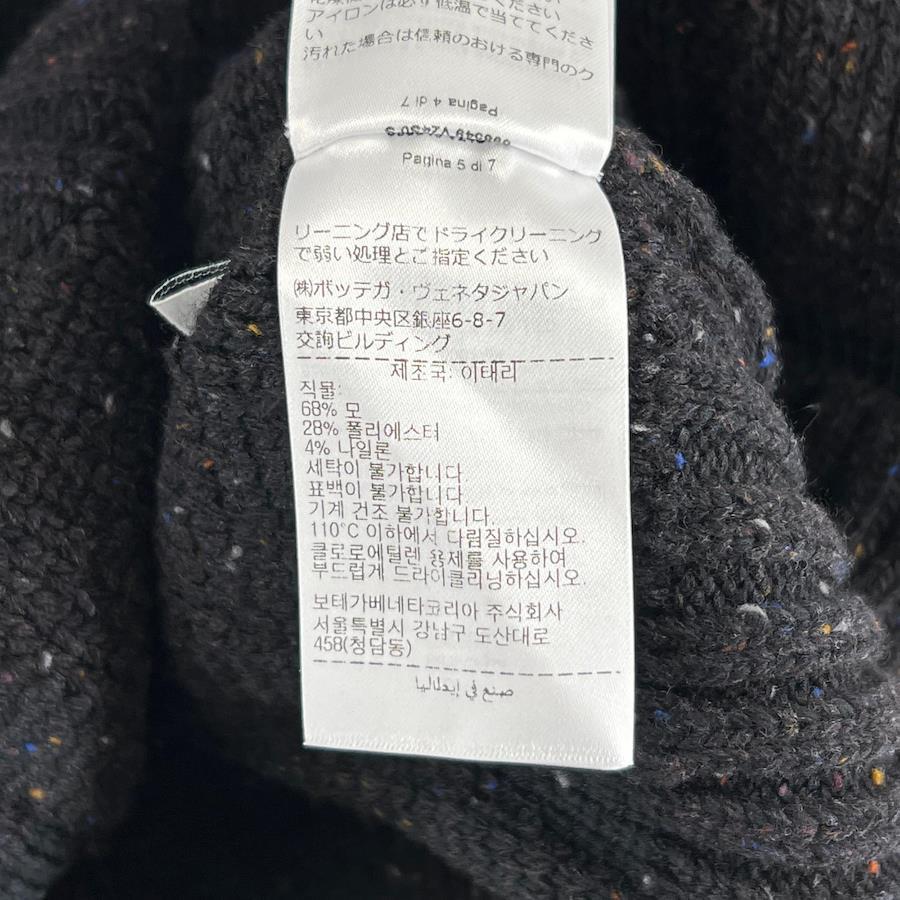 アイロンは必ず低温で当ててくださ
い
汚れた場合は信頼のおける専門のク
Pagina 4 di 7
Pagina 5 di 7
リーニング店でドライクリーニング
で弱い処理とご指定ください
㈱ボッテガ・ヴェネタジャパン
東京都中央区銀座6-8-7
交詢ビルディング
제조국: 이태리
직물:
68% 모
28% 폴리에스터
4% 나일론
세탁이 불가합니다.
표백이 불가합니다.
기계 건조 불가합니다.
110°C 이하에서 다림질하십시오.
클로로에틸렌 용제를 사용하여
부드럽게 드라이클리닝하십시오.
보테가베네타코리아 주식회사
서울특별시 강남구 도산대로
458(청담동)
صنع في إيطاليا